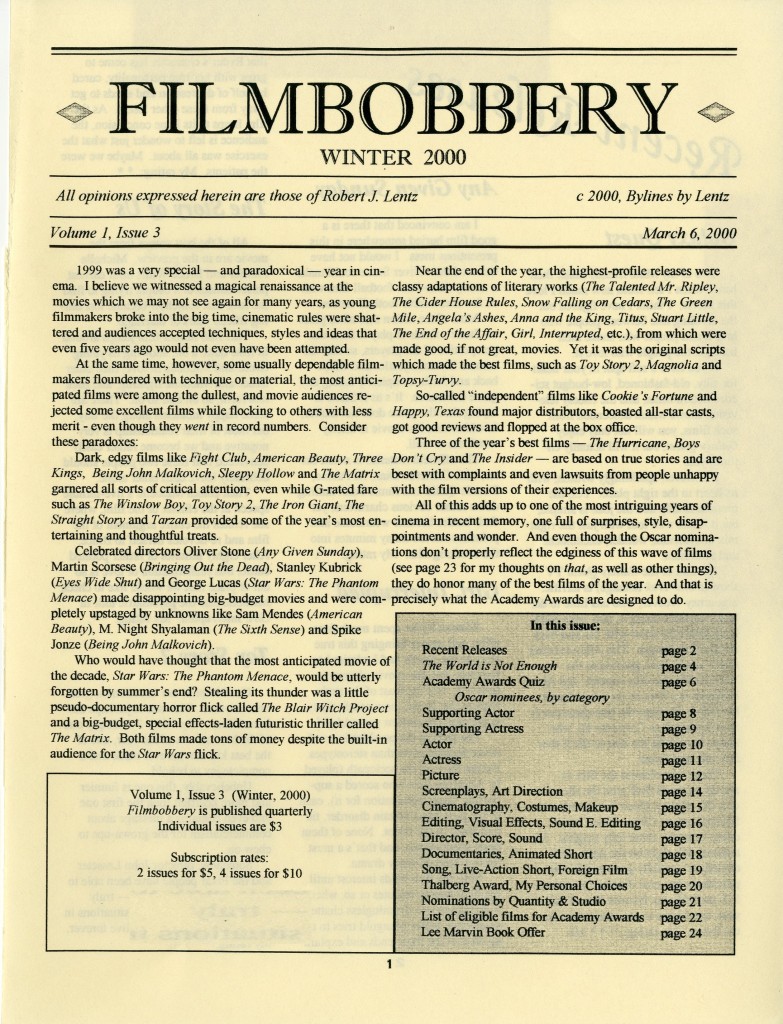 FILMBOBBERY
WINTER 2000
All opinions expressed herein are those of Robert J. Lentz
c 2000, Bylines by Lentz
Volume 1, Issue 3
March 6, 2000
1999 was a very special — and paradoxical — year in cin-
ema. I believe we witnessed a magical renaissance at the
movies which we may not see again for many years, as young
filmmakers broke into the big time, cinematic rules were shat-
tered and audiences accepted techniques, styles and ideas that
even five years ago would not even have been attempted.
At the same time, however, some usually dependable film-
makers floundered with technique or material, the most antici-
pated films were among the dullest, and movie audiences re-
jected some excellent films while flocking to others with less
merit - even though they went in record numbers. Consider
these paradoxes:
Dark, edgy films like Fight Club, American Beauty, Three
Kings, Being John Malkovich, Sleepy Hollow and The Matrix
garnered all sorts of critical attention, even while G-rated fare
such as The Winslow Boy, Toy Story 2, The Iron Giant, The
Straight Story and Tarzan provided some of the year's most en-
tertaining and thoughtful treats.
Celebrated directors Oliver Stone (Any Given Sunday),
Martin Scorsese (Bringing Out the Dead), Stanley Kubrick
(Eyes Wide Shut) and George Lucas (Star Wars: The Phantom
Menace) made disappointing big-budget movies and were com-
pletely upstaged by unknowns like Sam Mendes (American
Beauty), M. Night Shyalaman (The Sixth Sense) and Spike
Jonze (Being John Malkovich).
Who would have thought that the most anticipated movie of
the decade, Star Wars: The Phantom Menace, would be utterly
forgotten by summer's end? Stealing its thunder was a little
pseudo-documentary horror flick called The Blair Witch Project
and a big-budget, special effects-laden futuristic thriller called
The Matrix. Both films made tons of money despite the built-in
audience for the Star Wars flick.
Volume 1, Issue 3 (Winter, 2000)
Filmbobbery is published quarterly
Individual issues are $3
Subscription rates:
2 issues for $5, 4 issues for $10
Near the end of the year, the highest-profile releases were
classy adaptations of literary works (The Talented Mr. Ripley,
The Cider House Rules, Snow Falling on Cedars, The Green
Mile, Angela's Ashes, Anna and the King, Titus, Stuart Little,
The End of the Affair, Girl, Interrupted, etc.), from which were
made good, if not great, movies. Yet it was the original scripts
which made the best films, such as Toy Story 2, Magnolia and
Topsy-Turvy.
So-called "independent" films like Cookie's Fortune and
Happy, Texas found major distributors, boasted all-star casts,
got good reviews and flopped at the box office.
Three of the year's best films — The Hurricane, Boys
Don't Cry and The Insider — are based on true stories and are
beset with complaints and even lawsuits from people unhappy
with the film versions of their experiences.
All of this adds up to one of the most intriguing years of
cinema in recent memory, one full of surprises, style, disap-
pointments and wonder. And even though the Oscar nomina-
tions don't properly reflect the edginess of this wave of films
(see page 23 for my thoughts on that, as well as other things),
they do honor many of the best films of the year. And that is
precisely what the Academy Awards are designed to do.
In this issue:
Recent Releases page 2
The World is Not Enough page 4
Academy Awards Quiz page 6
Oscar nominees, by category
Supporting Actor page 8
Supporting Actress page 9
Actor page 10
Actress page 11
Picture page 12
Screenplays, Art Direction page 14
Cinematography, Costumes, Makeup page 15
Editing, Visual Effects, Sound E. Editing page 16
Director, Score, Sound page 17
Documentaries, Animated Short page 18
Song, Live-Action Short, Foreign Film page 19
Thalberg Award, My Personal Choices page 20
Nominations by Quantity & Studio page 21
List of eligible films for Academy Awards page 22
Lee Marvin Book Offer page 24
1